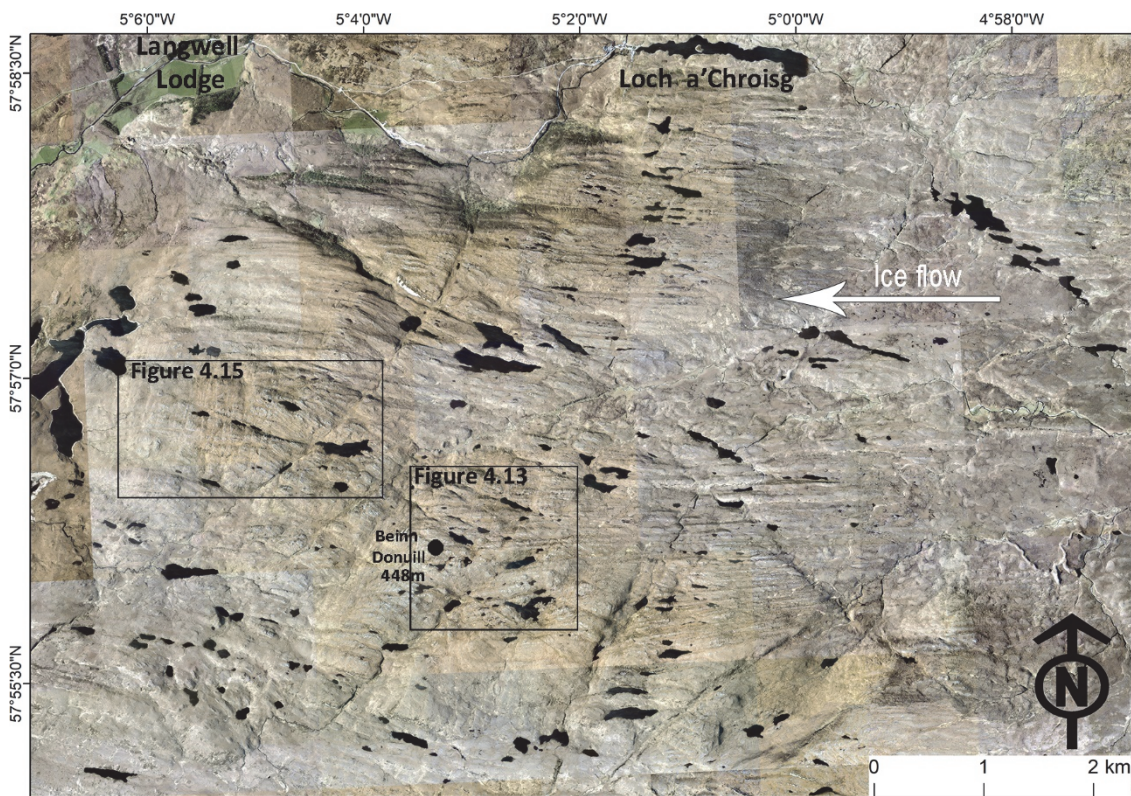 5°6'0"W
5°4'0"W
5°2'0"W
5°0'0"W
4°58'0"W
57°58'30"N
57°57'0"N
57°55'30"N
Langwell
Lodge
Loch a'Chroisg
Ice flow
Figure 4.15
Figure 4.13
Beinn
Donuill
448m
N
0 1 2 km